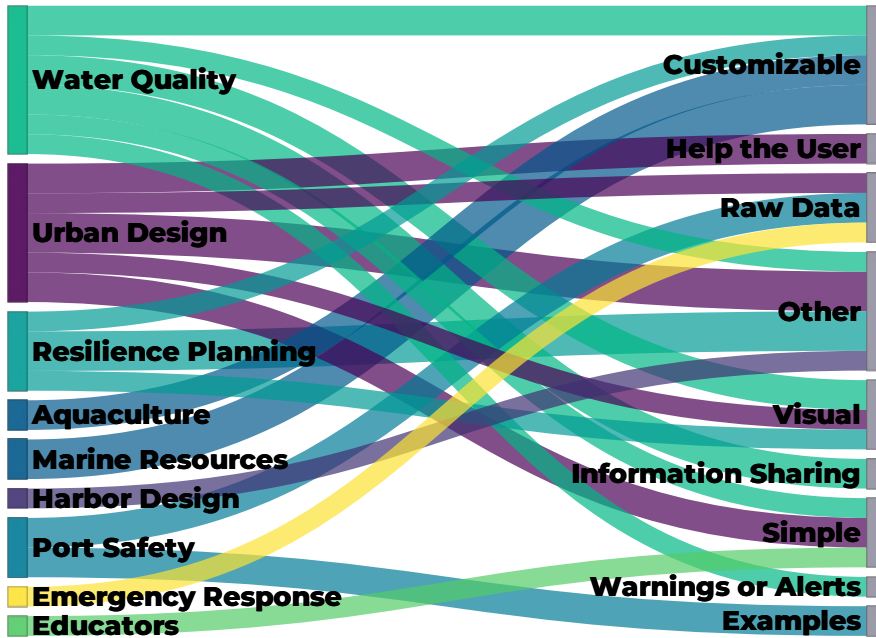 Water Quality
Urban Design
Resilience Planning
Aquaculture
Marine Resources
Harbor Design
Port Safety
Emergency Response
Educators
Customizable
Help the User
Raw Data
Other
Visual
Information Sharing
Simple
Warnings or Alerts
Examples